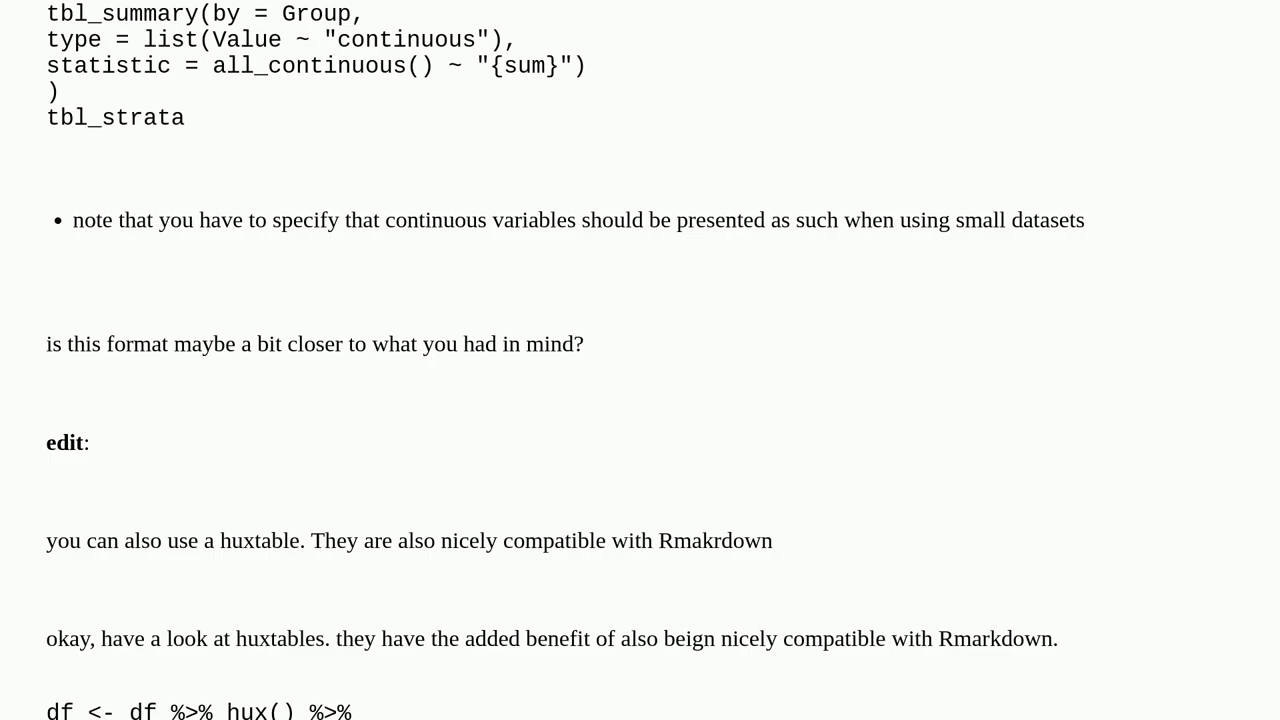 tbl_summary(by = Group,
type = list(Value ~ "continuous"),
statistic = all_continuous() ~ "{sum}")
)
tbl_strata
• note that you have to specify that continuous variables should be presented as such when using small datasets
is this format maybe a bit closer to what you had in mind?
edit:
you can also use a huxtable. They are also nicely compatible with Rmakrdown
okay, have a look at huxtables. they have the added benefit of also beign nicely compatible with Rmarkdown.
df <- df %>% hux() %>%